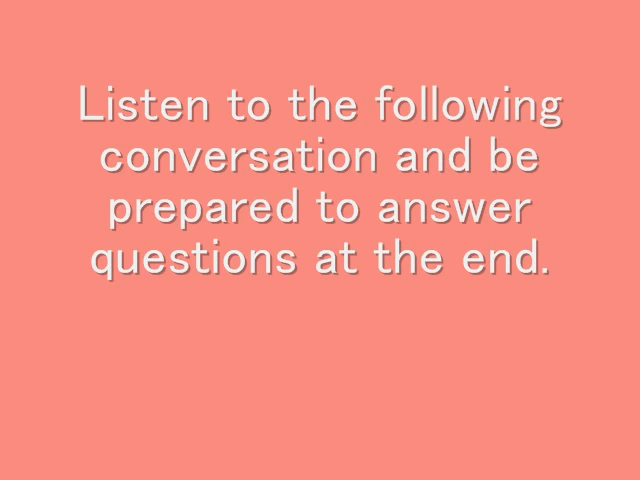 Listen to the following
conversation and be
prepared to answer
questions at the end.